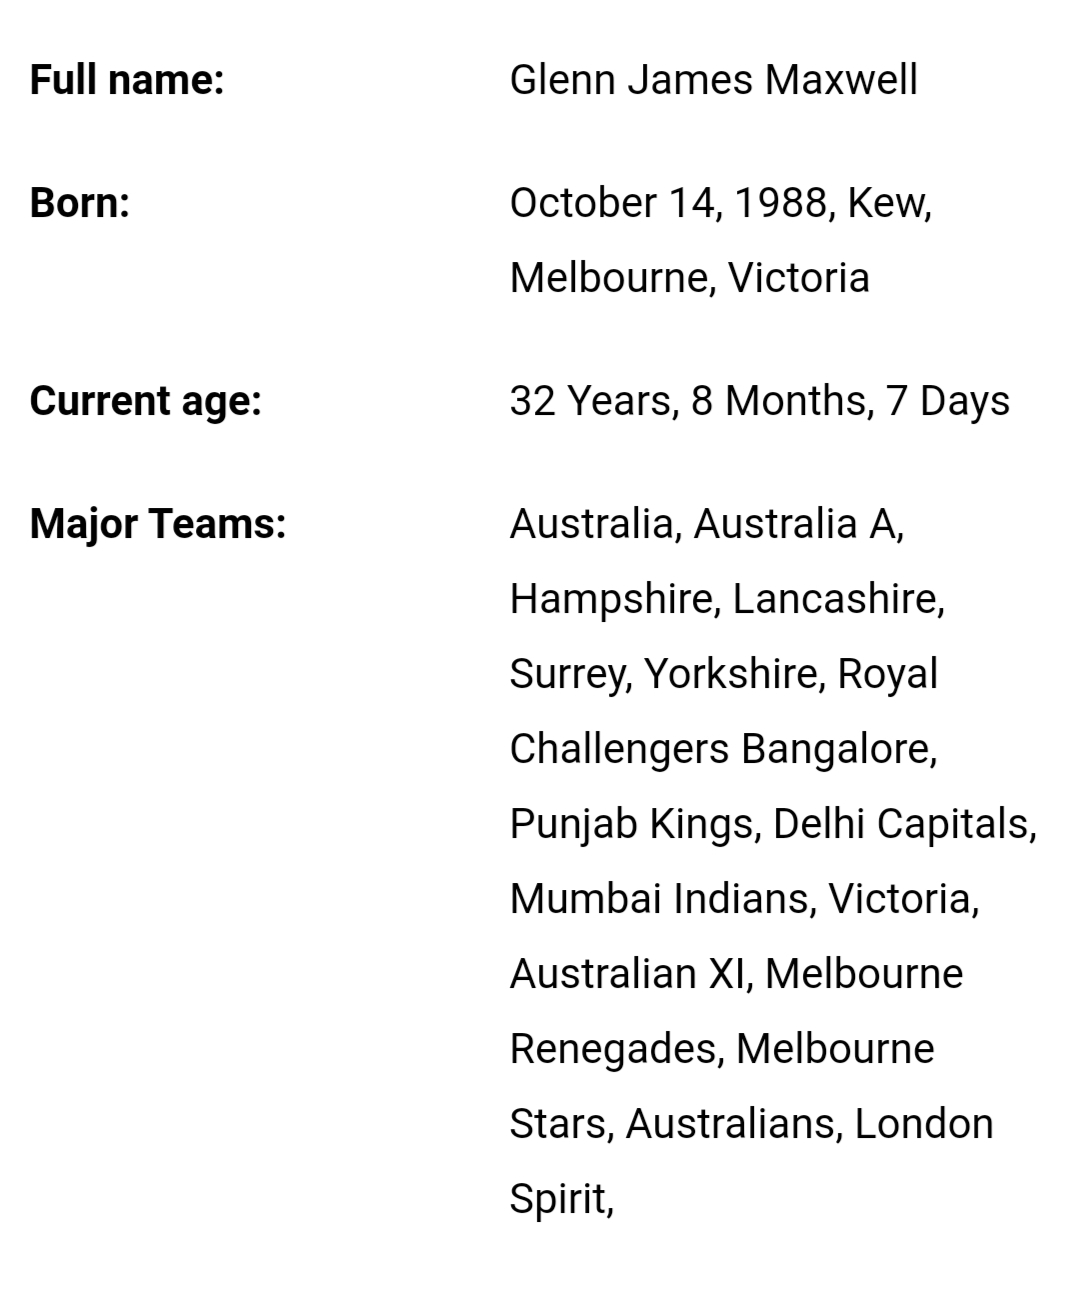 Full name: Glenn James Maxwell
Born: October 14, 1988, Kew,
Melbourne, Victoria
Current age: 32 Years, 8 Months, 7 Days
Major Teams: Australia, Australia A,
Hampshire, Lancashire,
Surrey, Yorkshire, Royal
Challengers Bangalore,
Punjab Kings, Delhi Capitals,
Mumbai Indians, Victoria,
Australian XI, Melbourne
Renegades, Melbourne
Stars, Australians, London
Spirit,